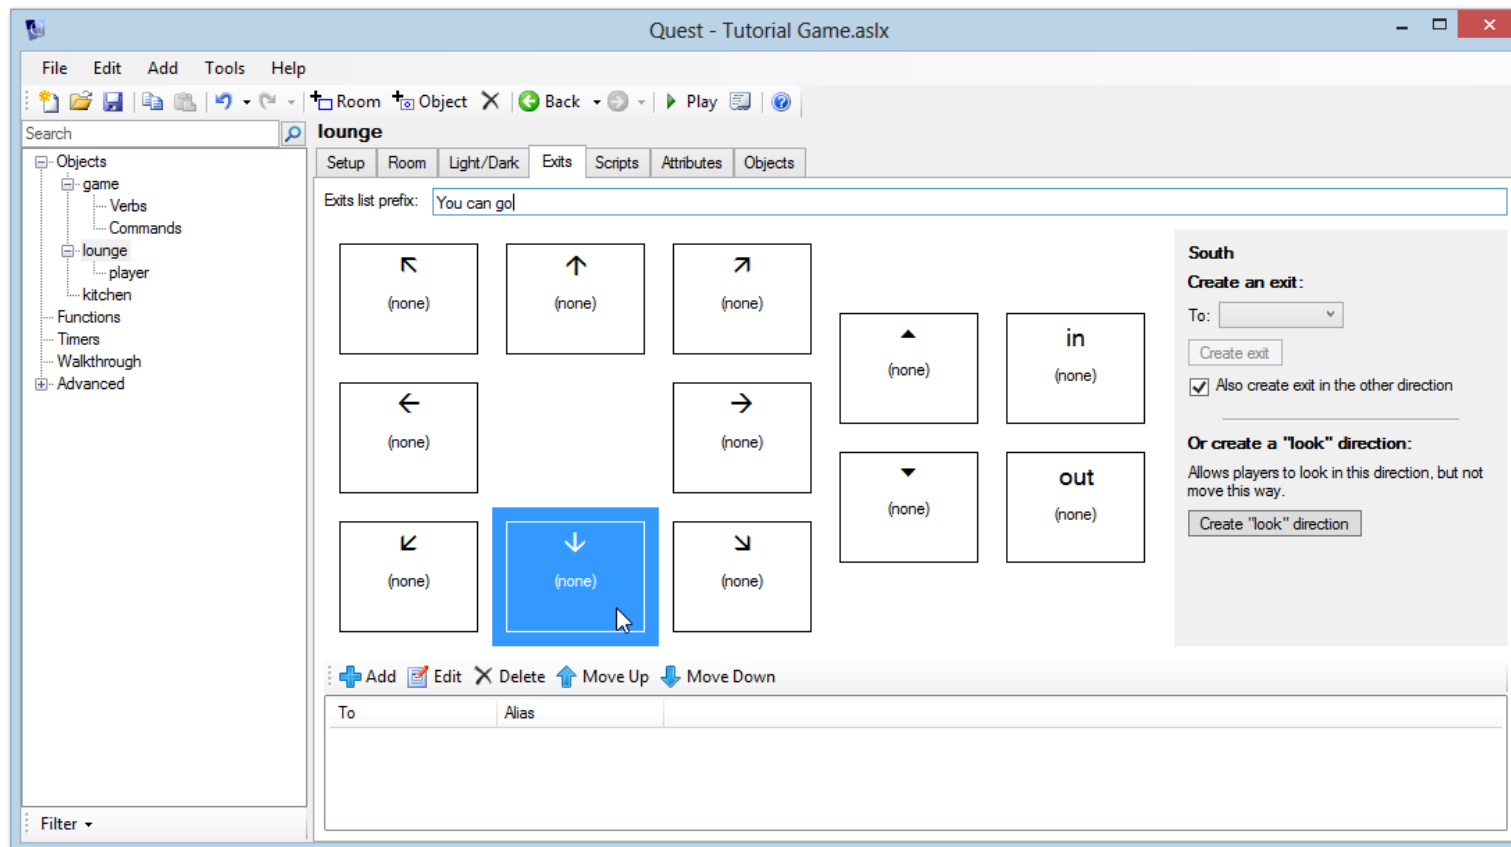 Quest - Tutorial Game.aslx
File Edit Add Tools Help
Room Object Back Play
Search
lounge
Objects
game
Verbs
Commands
lounge
player
kitchen
Functions
Timers
Walkthrough
Advanced
Filter
Setup Room Light/Dark Exits Scripts Attributes Objects
Exits list prefix: You can go
(none) (none) (none)
(none) (none)
(none) (none) (none)
(none)
in
(none)
(none)
out
(none)
South
Create an exit:
To:
Create exit
Also create exit in the other direction
Or create a "look" direction:
Allows players to look in this direction, but not
move this way.
Create "look" direction
Add Edit Delete Move Up Move Down
To Alias